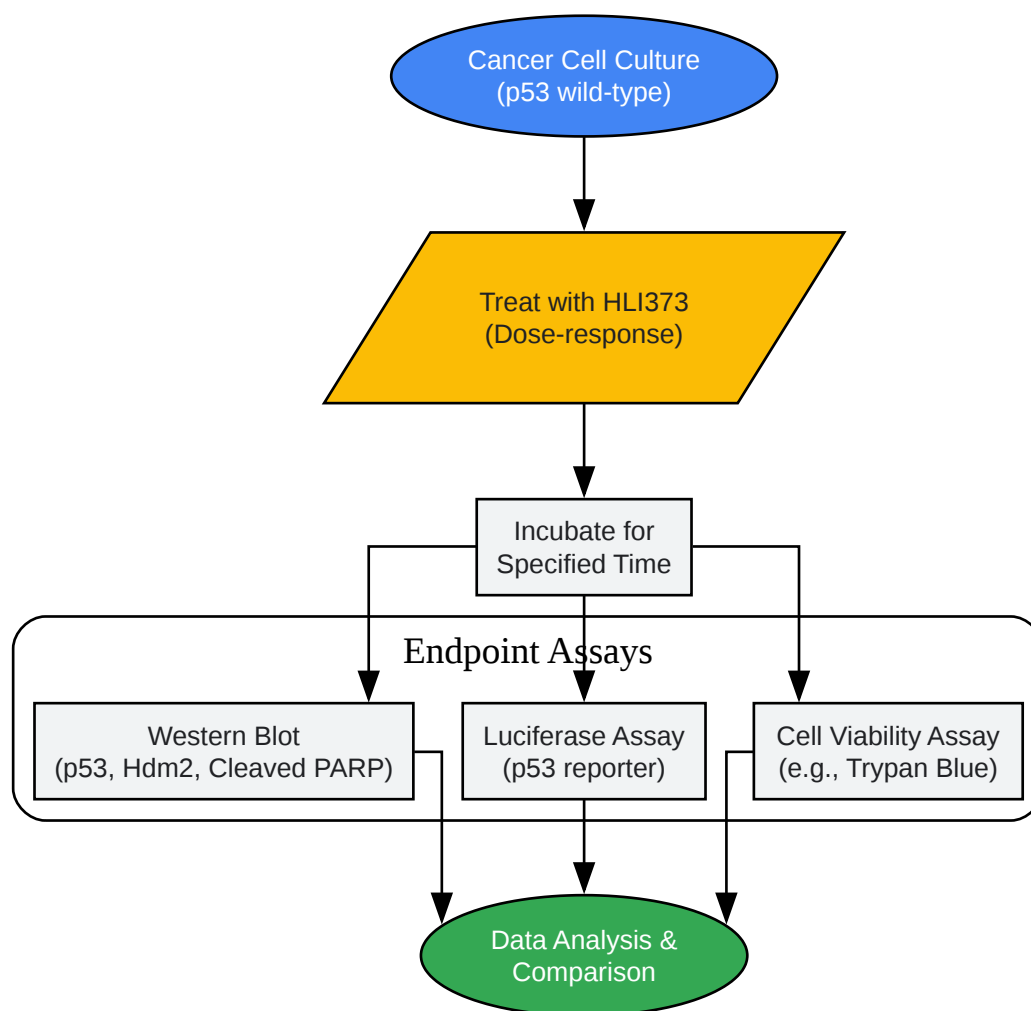 Cancer Cell Culture
(p53 wild-type)
Treat with HLI373
(Dose-response)
Incubate for
Specified Time
Endpoint Assays
Western Blot
(p53, Hdm2, Cleaved PARP)
Luciferase Assay
(p53 reporter)
Cell Viability Assay
(e.g., Trypan Blue)
Data Analysis &
Comparison